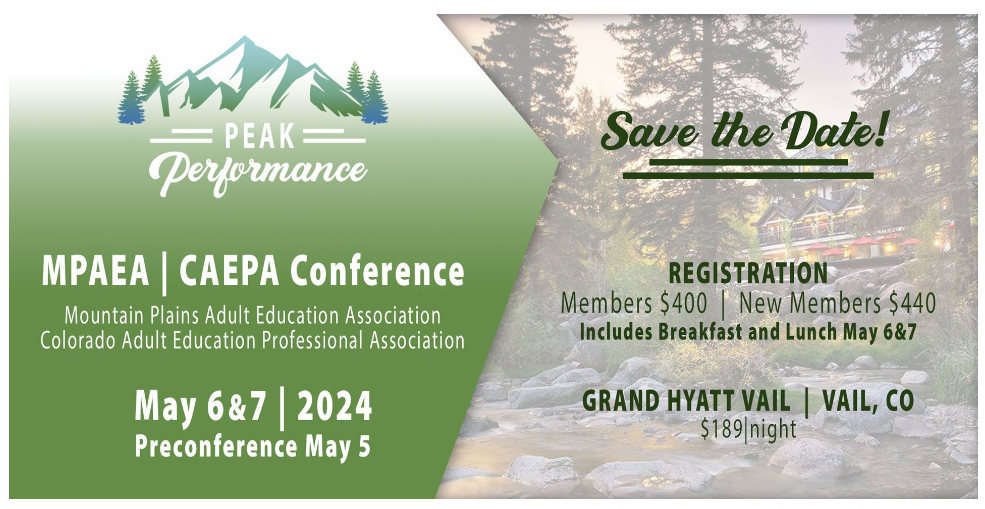 PEAK
Performance
MPAEA | CAEPA Conference
Mountain Plains Adult Education Association
Colorado Adult Education Professional Association
May 6&7 | 2024
Preconference May 5
Save the Date!
REGISTRATION
Members $400 | New Members $440
Includes Breakfast and Lunch May 6&7
GRAND HYATT VAIL | VAIL, CO
$189|night